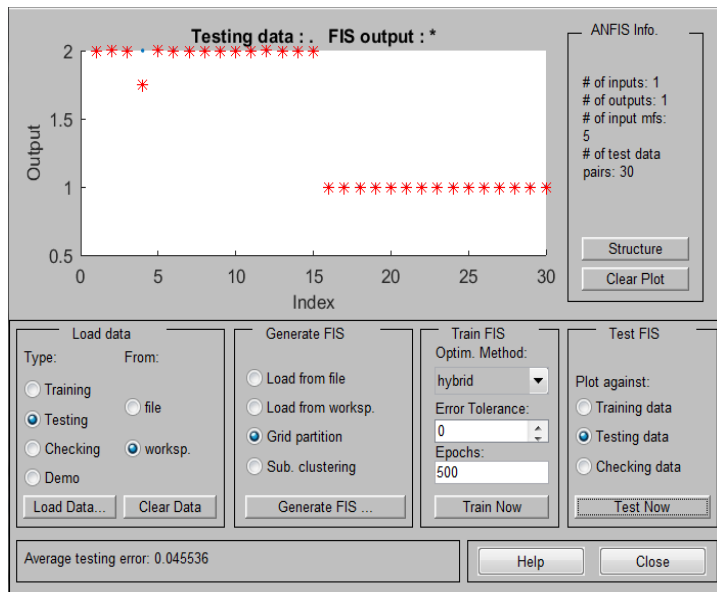 Testing data : .   FIS output : *
2
1.5
1
0.5
Output
0 5 10 15 20 25 30
Index
ANFIS Info.
# of inputs: 1
# of outputs: 1
# of input mfs:
5
# of test data
pairs: 30
Structure
Clear Plot
Load data
Type: From:
Training
file
Testing
Checking
worksp.
Demo
Load Data... Clear Data
Generate FIS
Load from file
Load from worksp.
Grid partition
Sub. clustering
Generate FIS ...
Train FIS
Optim. Method:
hybrid
Error Tolerance:
0
Epochs:
500
Train Now
Test FIS
Plot against:
Training data
Testing data
Checking data
Test Now
Average testing error: 0.045536
Help Close